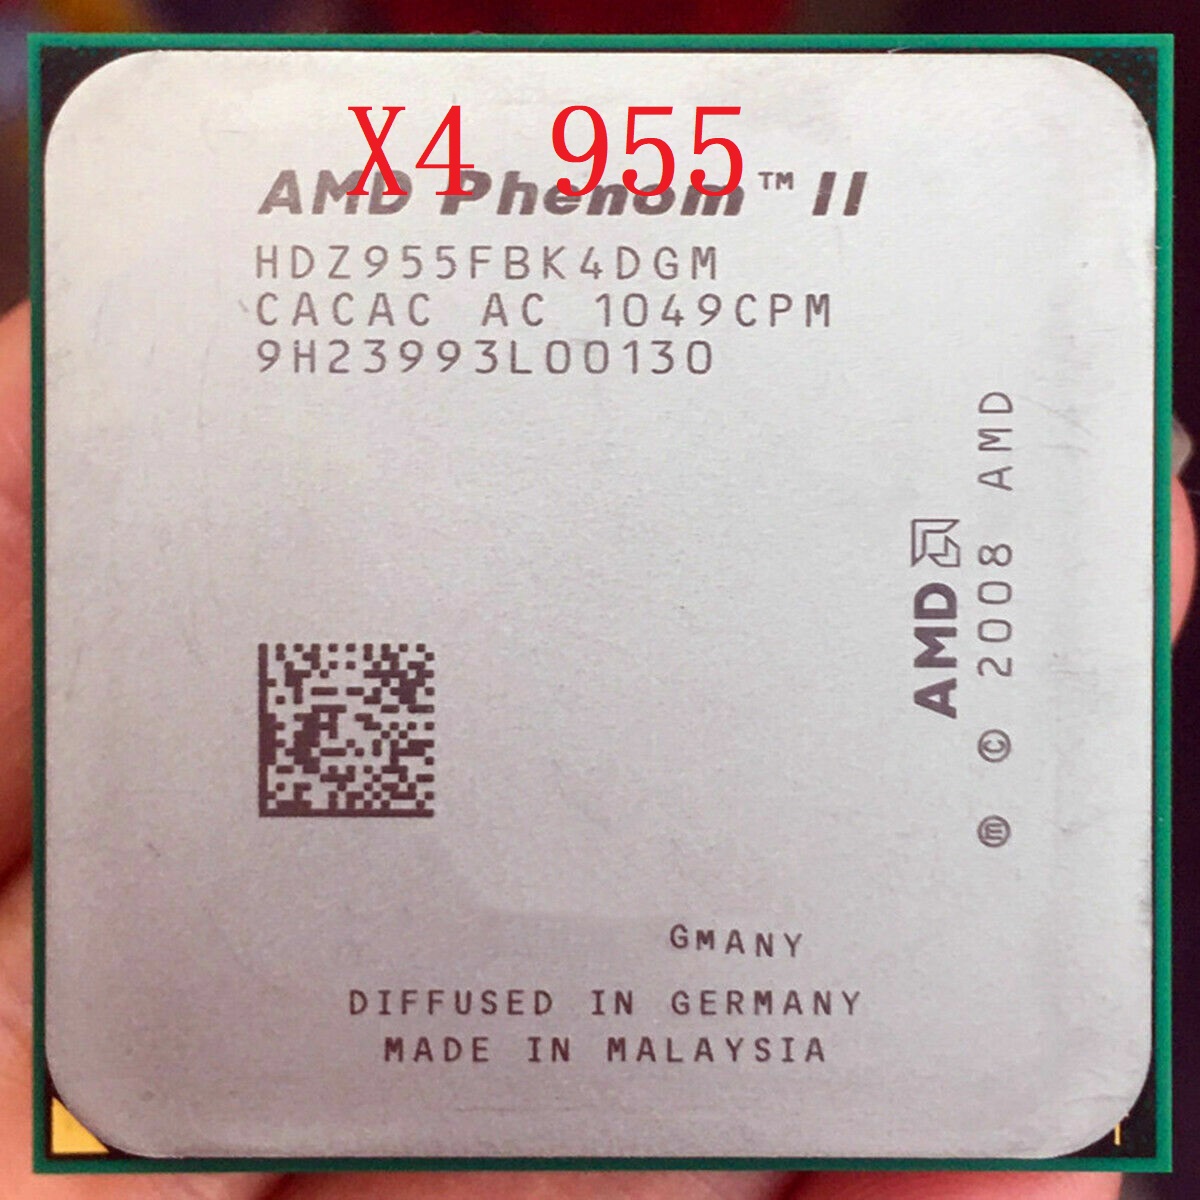 X4 955
AMD Phenom™ II
HDZ955FBK4DGM
CACAC AC 1049CPM
9H23993L00130
AMD
ⓜ © 2008 AMD
GMANY
DIFFUSED IN GERMANY
MADE IN MALAYSIA